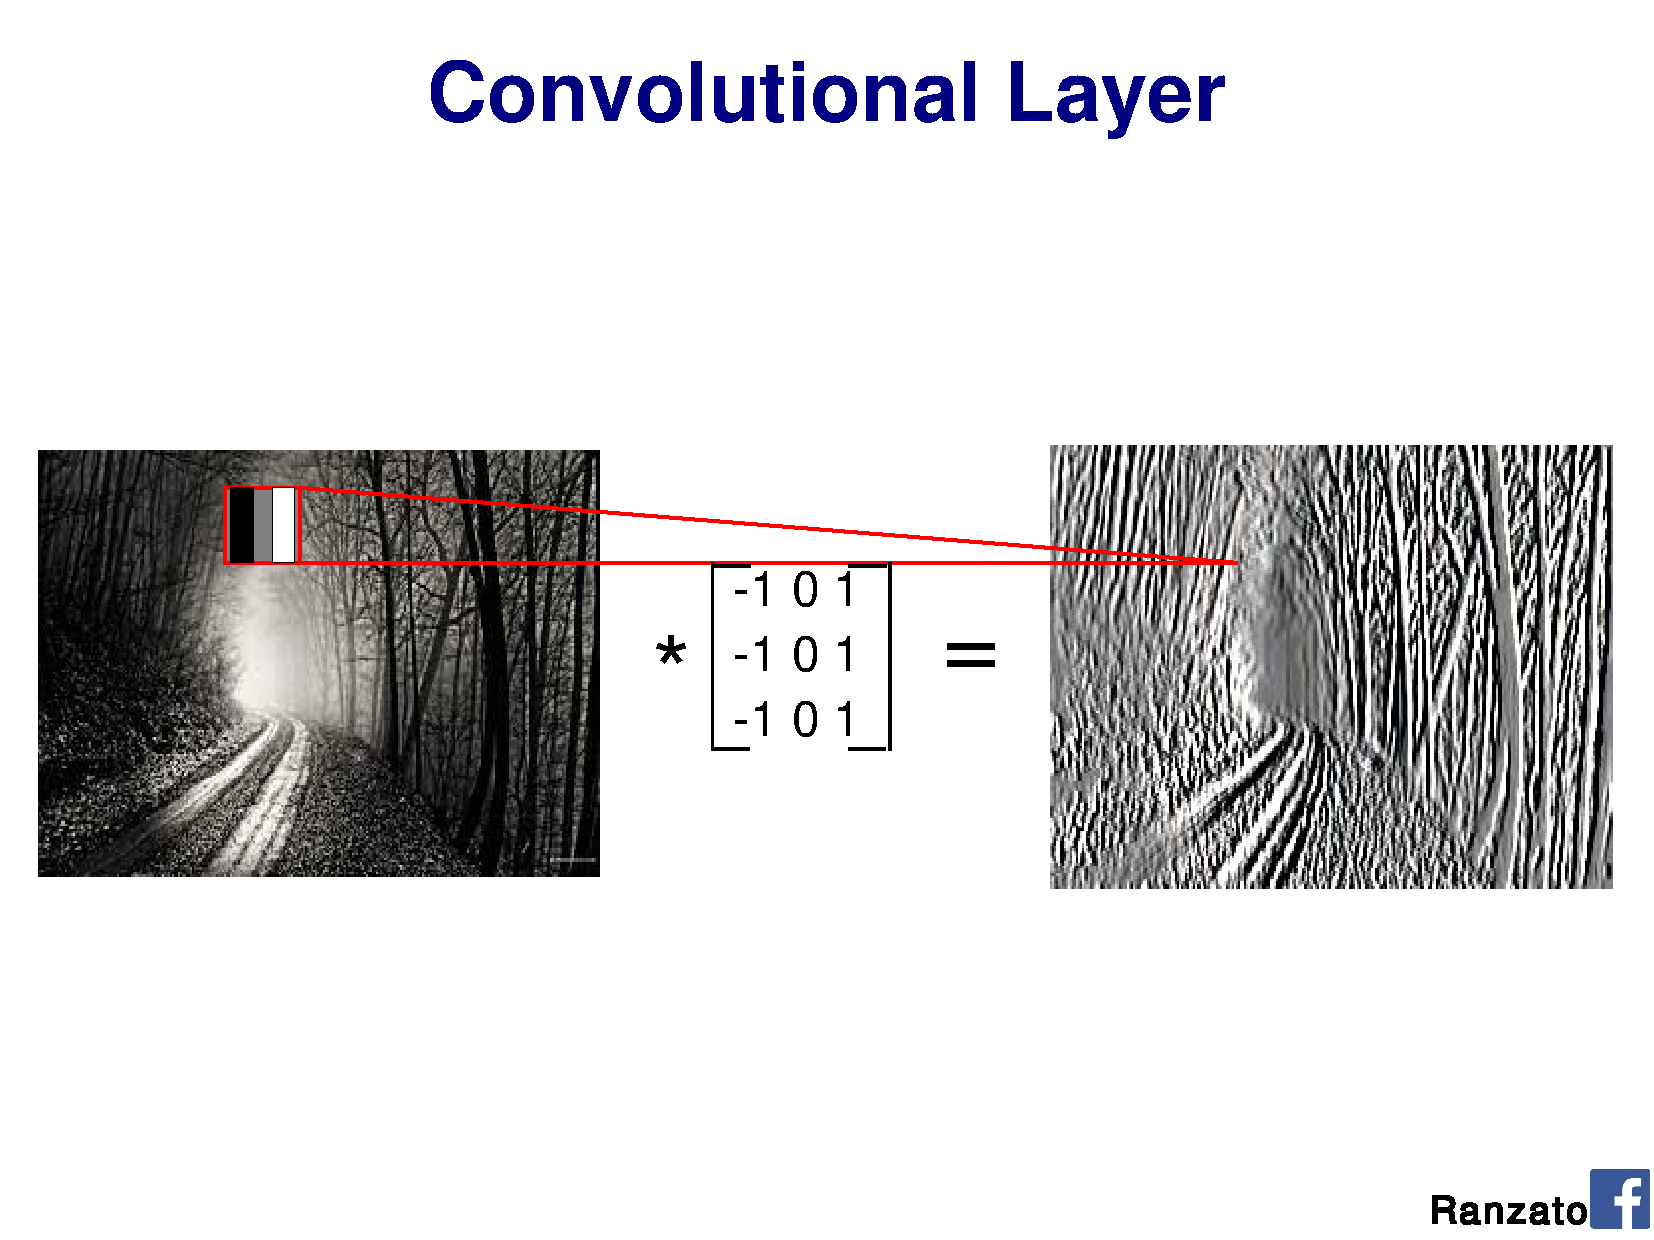 Convolutional Layer
-1 0 1
* -1 0 1 =
-1 0 1
Ranzato f